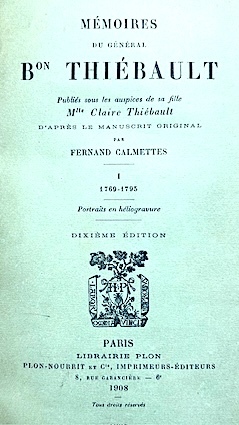 MÉMOIRES
DU GÉNÉRAL
BON THIÉBAULT
Publiés sous les auspices de sa fille
Mlle Claire Thiébault
D'APRÈS LE MANUSCRIT ORIGINAL
PAR
FERNAND CALMETTES
I
1769-1795
Portraits en héliogravure
DIXIÈME ÉDITION
PARIS
LIBRAIRIE PLON
PLON-NOURRIT ET Cie, IMPRIMEURS-ÉDITEURS
8, RUE GARANCIÈRE — 6e
1908
Tous droits réservés